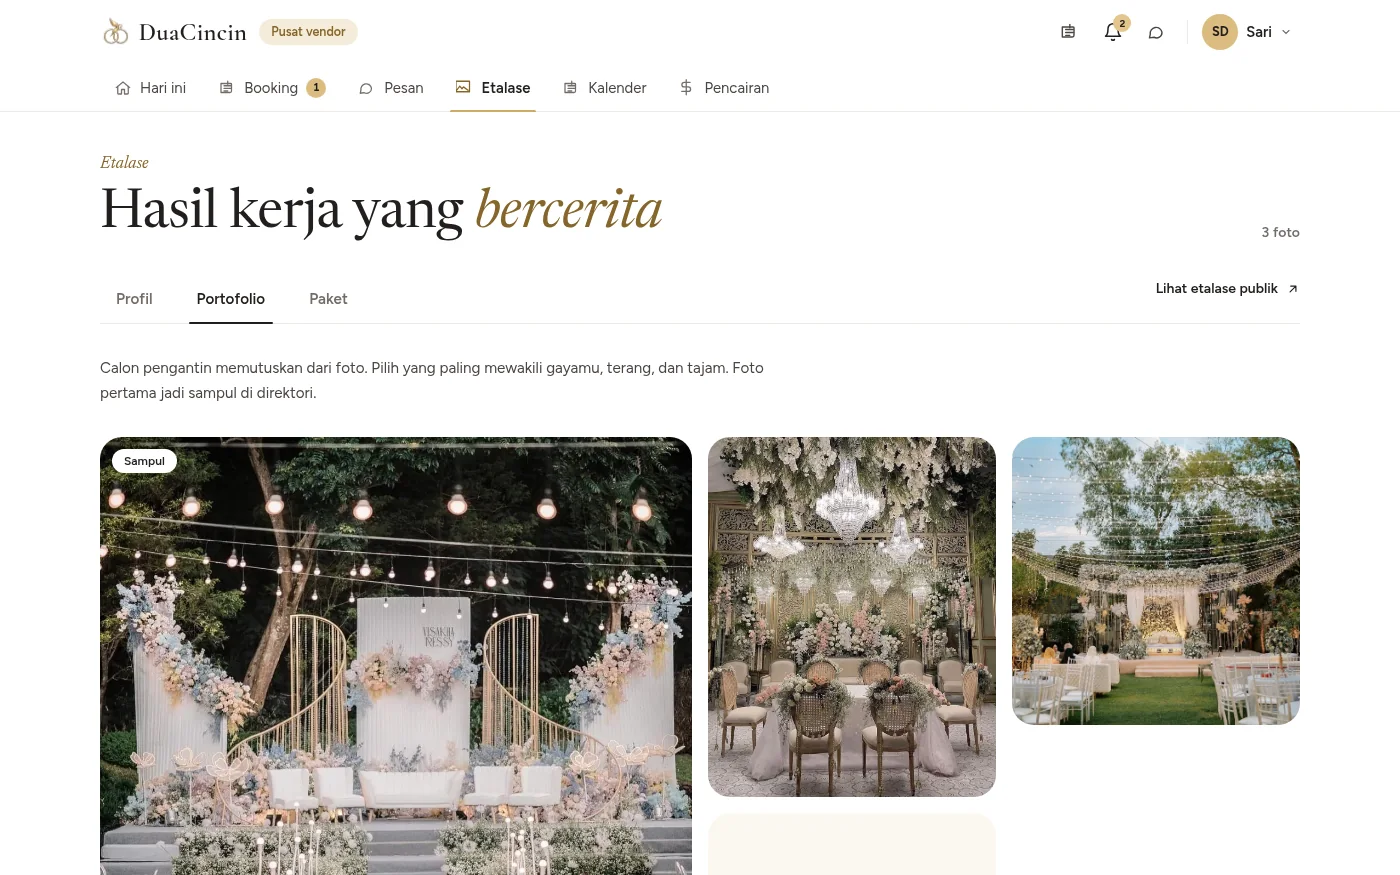 DuaCincin
Pusat vendor
2
SD
Sari
Hari ini
Booking
1
Pesan
Etalase
Kalender
Pencairan
Etalase
Hasil kerja yang bercerita
3 foto
Profil
Portofolio
Paket
Lihat etalase publik
Calon pengantin memutuskan dari foto. Pilih yang paling mewakili gayamu, terang, dan tajam. Foto
pertama jadi sampul di direktori.
Sampul